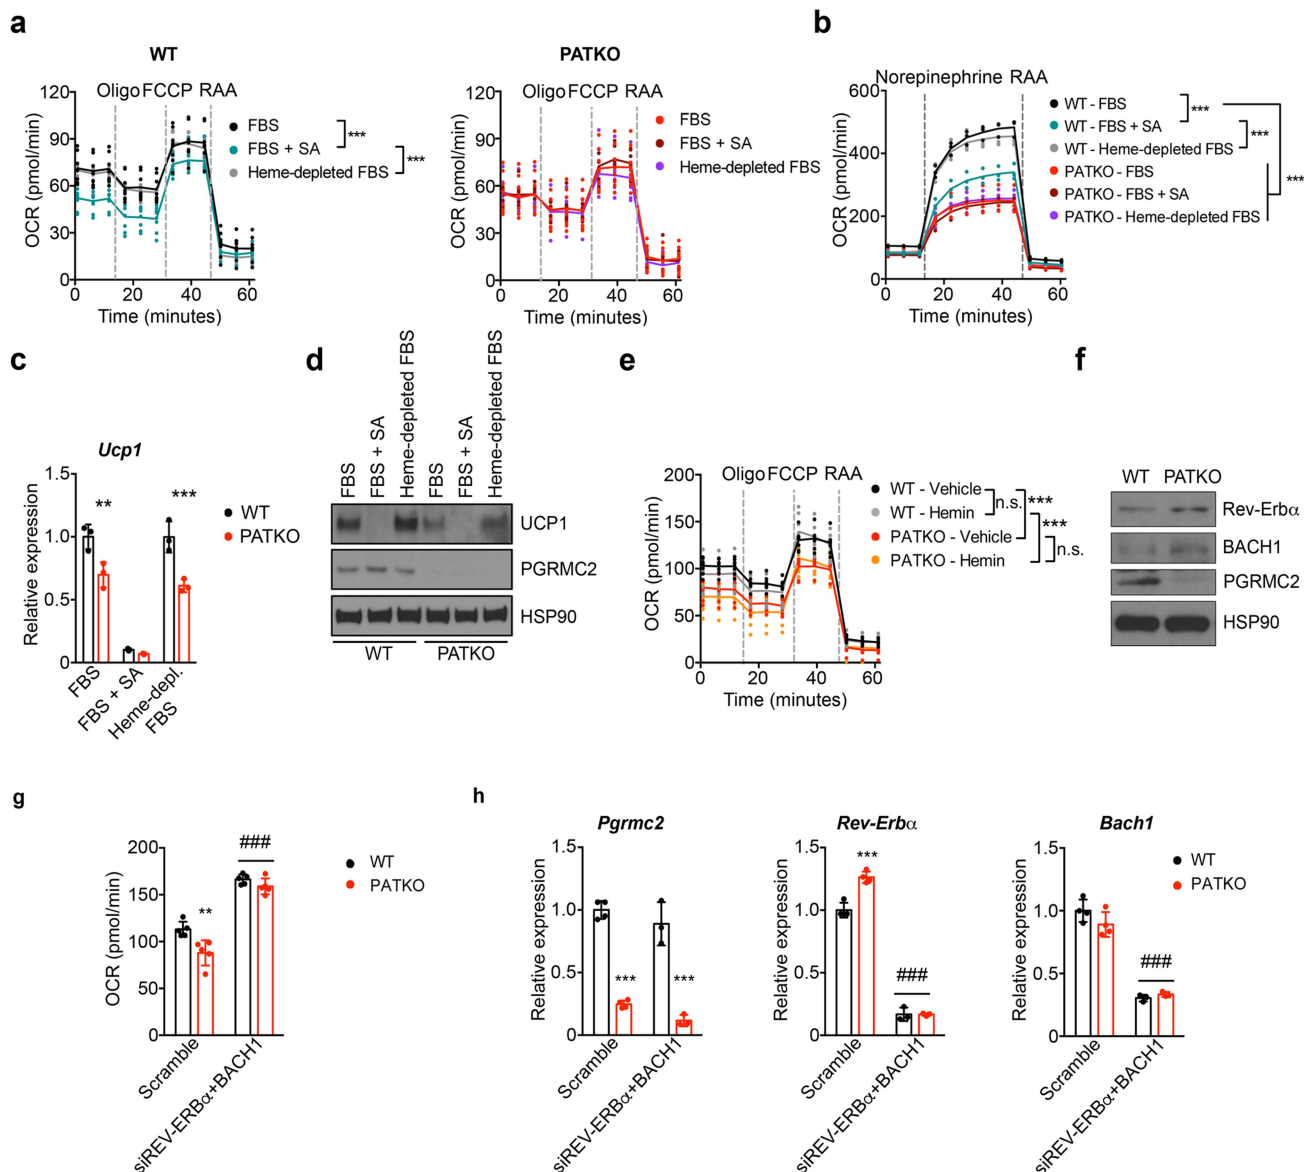 a
WT
OCR (pmol/min)
120
90
60
30
0
Oligo FCCP RAA
FBS
FBS + SA
Heme-depleted FBS
***
***
0 20 40 60
Time (minutes)
PATKO
OCR (pmol/min)
120
90
60
30
0
Oligo FCCP RAA
FBS
FBS + SA
Heme-depleted FBS
0 20 40 60
Time (minutes)
b
Norepinephrine RAA
OCR (pmol/min)
600
400
200
0
WT - FBS
WT - FBS + SA
WT - Heme-depleted FBS
PATKO - FBS
PATKO - FBS + SA
PATKO - Heme-depleted FBS
***
***
***
0 20 40 60
Time (minutes)
c
Ucp1
Relative expression
1.5
1.0
0.5
0
**
***
WT
PATKO
FBS
FBS + SA
Heme-depl.
FBS
d
FBS
FBS + SA
Heme-depleted FBS
FBS
FBS + SA
Heme-depleted FBS
UCP1
PGRMC2
HSP90
WT PATKO
e
OCR (pmol/min)
200
150
100
50
0
Oligo FCCP RAA
WT - Vehicle
WT - Hemin
PATKO - Vehicle
PATKO - Hemin
n.s.
***
***
n.s.
0 20 40 60
Time (minutes)
f
WT PATKO
Rev-Erbα
BACH1
PGRMC2
HSP90
g
OCR (pmol/min)
200
150
100
50
0
**
###
WT
PATKO
Scramble
siREV-ERBα+BACH1
h
Pgrmc2
Relative expression
1.5
1.0
0.5
0
***
***
Scramble
siREV-ERBα+BACH1
Rev-Erbα
Relative expression
1.5
1.0
0.5
0
***
###
Scramble
siREV-ERBα+BACH1
Bach1
Relative expression
1.5
1.0
0.5
0
###
WT
PATKO
Scramble
siREV-ERBα+BACH1